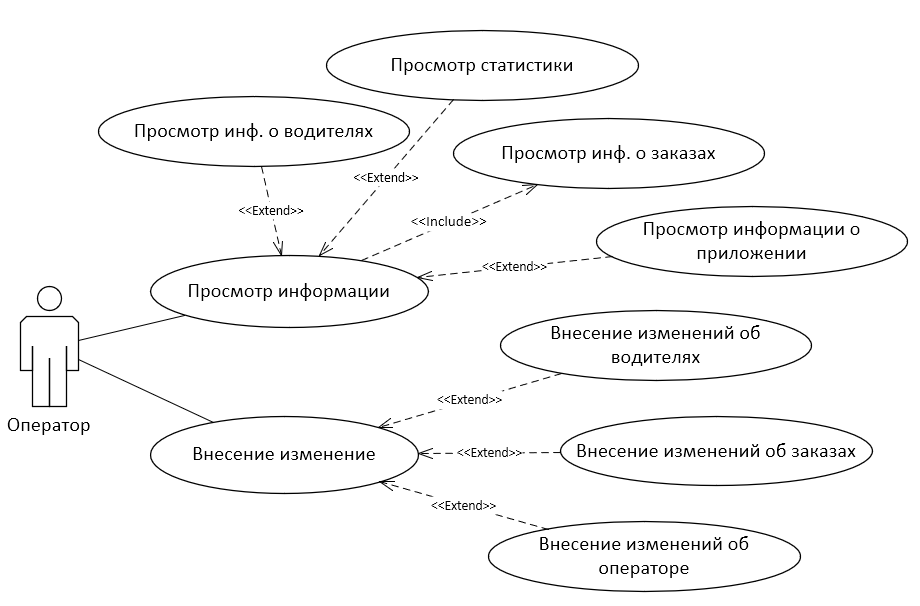 Просмотр статистики
Просмотр инф. о водителях
Просмотр инф. о заказах
<<Extend>>
<<Extend>>
<<Include>>
Просмотр информации о
приложении
<<Extend>>
Просмотр информации
Внесение изменений об
водителях
<<Extend>>
Оператор
Внесение изменение
<<Extend>>
Внесение изменений об заказах
<<Extend>>
Внесение изменений об
операторе